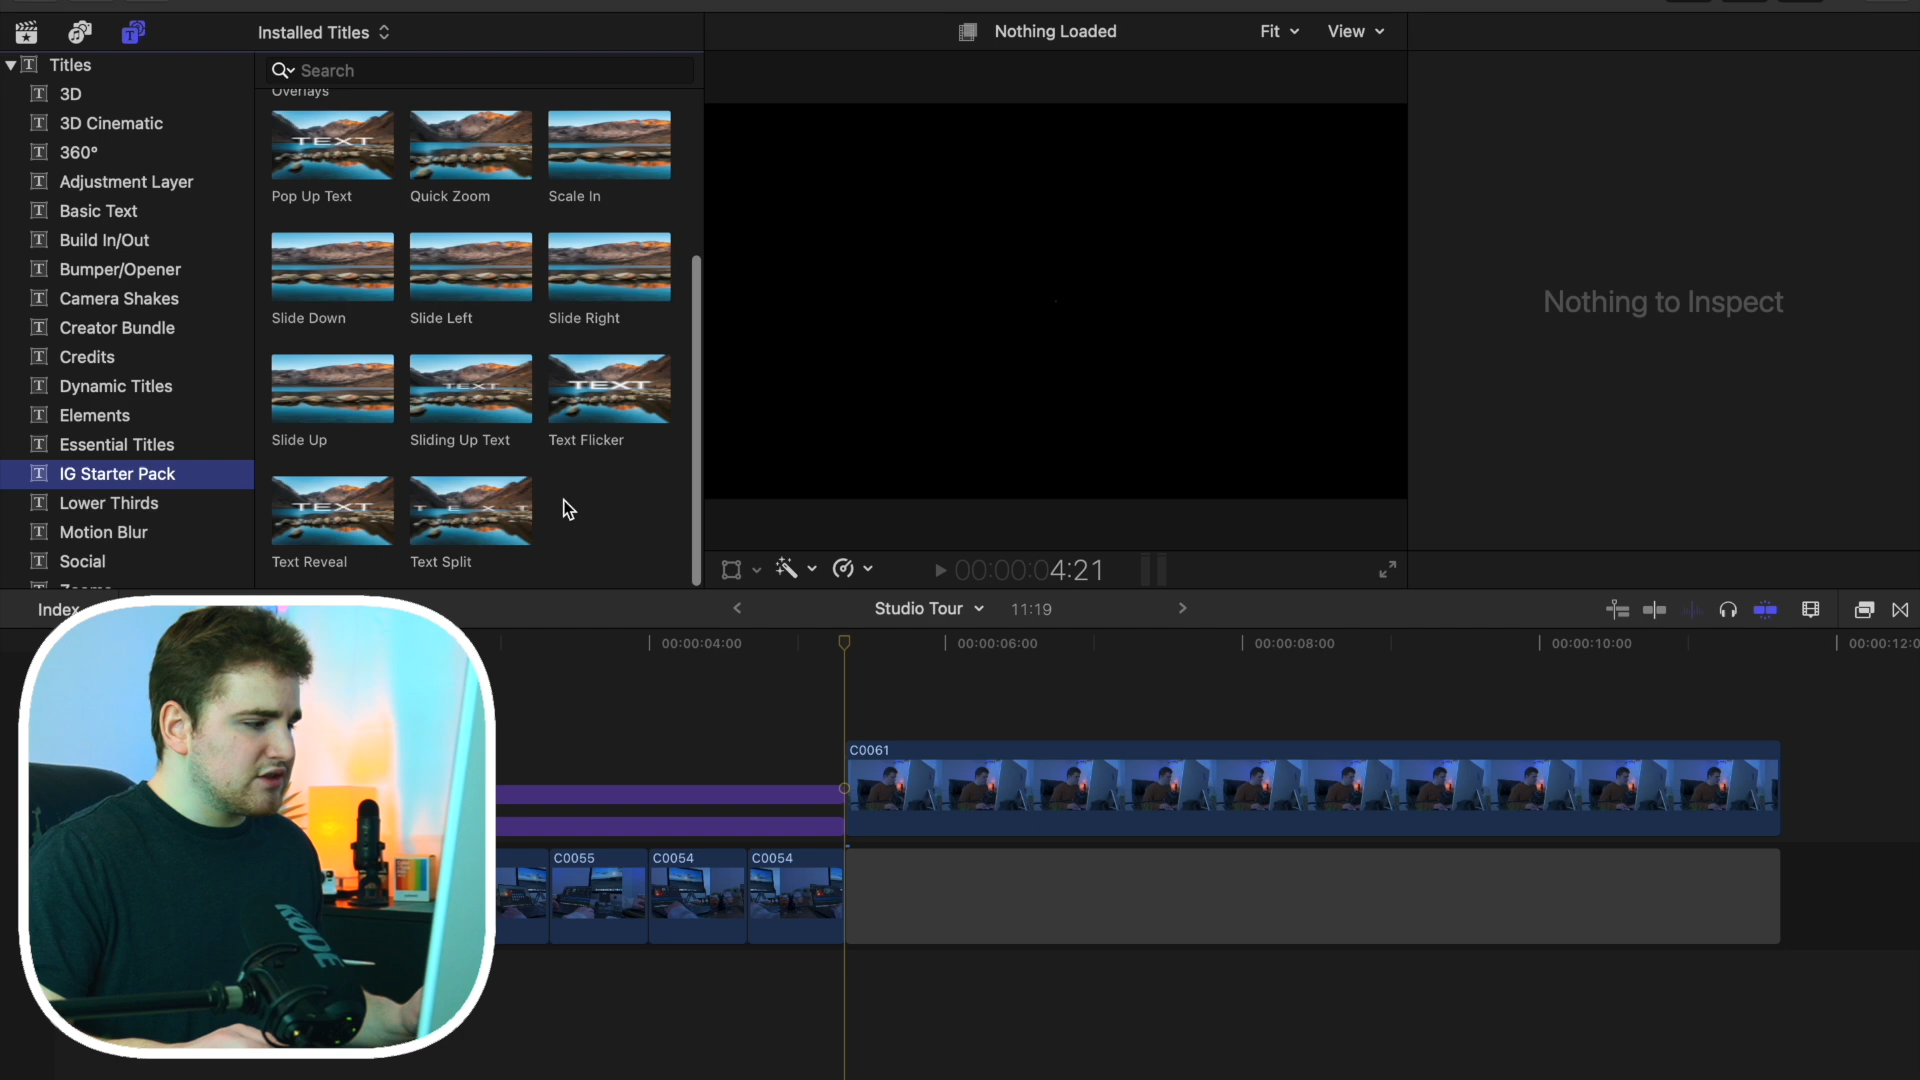 Installed Titles
Nothing Loaded
Fit
View
Titles
3D
3D Cinematic
360°
Adjustment Layer
Basic Text
Build In/Out
Bumper/Opener
Camera Shakes
Creator Bundle
Credits
Dynamic Titles
Elements
Essential Titles
IG Starter Pack
Lower Thirds
Motion Blur
Social
Search
Overlays
TEXT
Pop Up Text
Quick Zoom
Scale In
Slide Down
Slide Left
Slide Right
TEXT
TEXT
Slide Up
Sliding Up Text
Text Flicker
TEXT
T E X T
Text Reveal
Text Split
Nothing to Inspect
00:00:04:21
Index
Studio Tour
11:19
00:00:04:00
00:00:06:00
00:00:08:00
00:00:10:00
00:00:12:0
C0061
C0055
C0054
C0054
RØDE